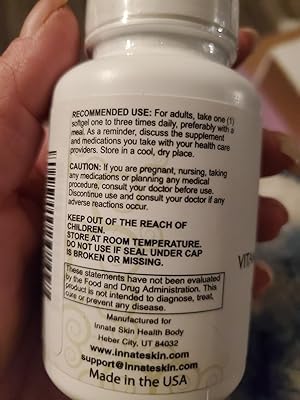 RECOMMENDED USE: For adults, take one (1)
softgel one to three times daily, preferably with a
meal. As a reminder, discuss the supplement
and medications you take with your health care
providers. Store in a cool, dry place.
CAUTION: If you are pregnant, nursing, taking
any medications or planning any medical
procedure, consult your doctor before use.
Discontinue use and consult your doctor if any
adverse reactions occur.
KEEP OUT OF THE REACH OF
CHILDREN.
STORE AT ROOM TEMPERATURE.
DO NOT USE IF SEAL UNDER CAP
IS BROKEN OR MISSING.
These statements have not been evaluated
by the Food and Drug Administration. This
product is not intended to diagnose, treat,
cure or prevent any disease.
Manufactured for
Innate Skin Health Body
Heber City, UT 84032
www.innateskin.com
support@innateskin.com
Made in the USA
VITA